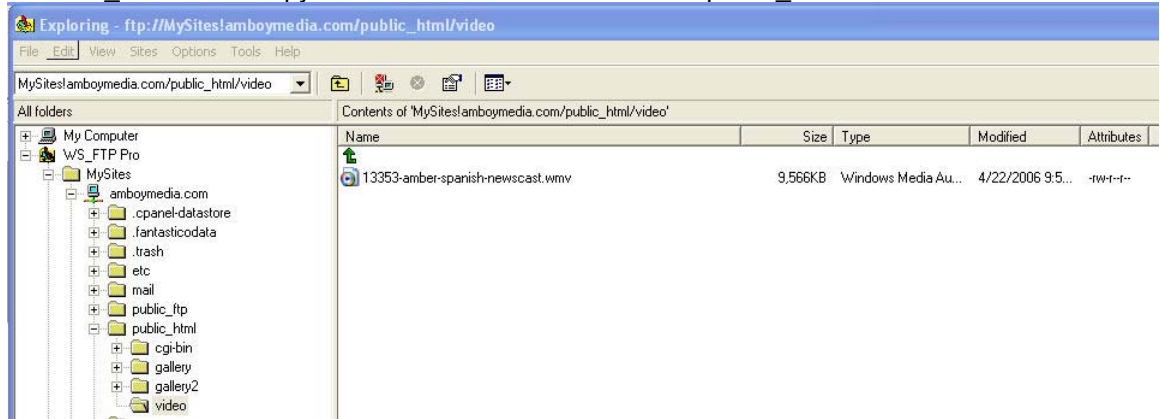 Exploring - ftp://MySites!amboymedia.com/public_html/video
File Edit View Sites Options Tools Help
MySites!amboymedia.com/public_html/video
All folders
Contents of 'MySites!amboymedia.com/public_html/video'
Name Size Type Modified Attributes
My Computer
WS_FTP Pro
13353-amber-spanish-newscast.wmv 9,566KB Windows Media Au... 4/22/2006 9:5... -rw-r--r--
MySites
amboymedia.com
.cpanel-datastore
.fantasticodata
.trash
etc
mail
public_ftp
public_html
cgi-bin
gallery
gallery2
video